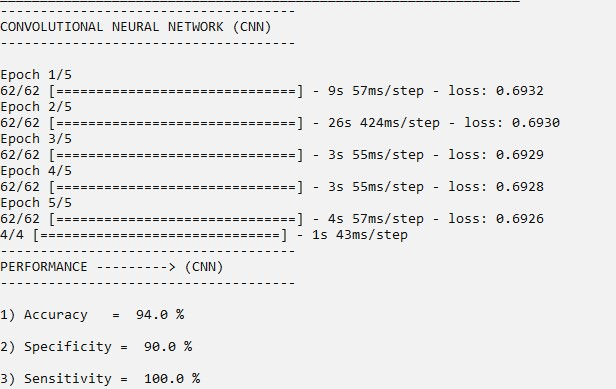 -------------------------------------
CONVOLUTIONAL NEURAL NETWORK (CNN)
-------------------------------------
Epoch 1/5
62/62 [==============================] - 9s 57ms/step - loss: 0.6932
Epoch 2/5
62/62 [==============================] - 26s 424ms/step - loss: 0.6930
Epoch 3/5
62/62 [==============================] - 3s 55ms/step - loss: 0.6929
Epoch 4/5
62/62 [==============================] - 3s 55ms/step - loss: 0.6928
Epoch 5/5
62/62 [==============================] - 4s 57ms/step - loss: 0.6926
4/4 [==============================] - 1s 43ms/step
-------------------------------------
PERFORMANCE ---------> (CNN)
-------------------------------------
1) Accuracy   =  94.0 %
2) Specificity =  90.0 %
3) Sensitivity =  100.0 %